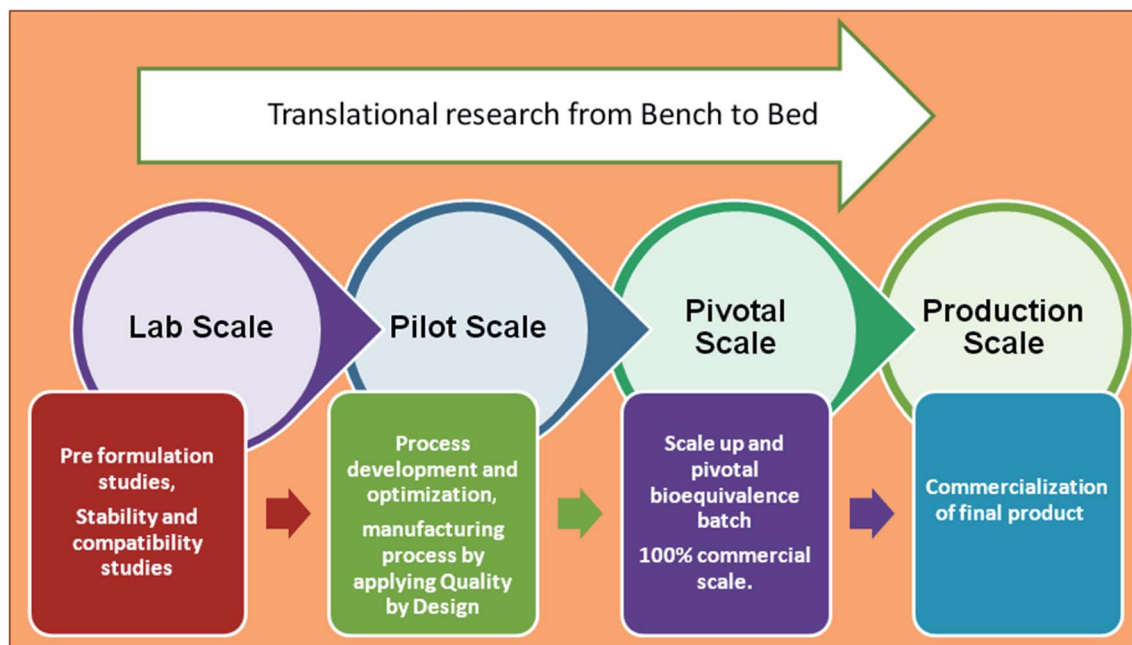 Translational research from Bench to Bed
Lab Scale
Pilot Scale
Pivotal
Scale
Production
Scale
Pre formulation
studies,
Stability and
compatibility
studies
Process
development and
optimization,
manufacturing
process by
applying Quality
by Design
Scale up and
pivotal
bioequivalence
batch
100% commercial
scale.
Commercialization
of final product